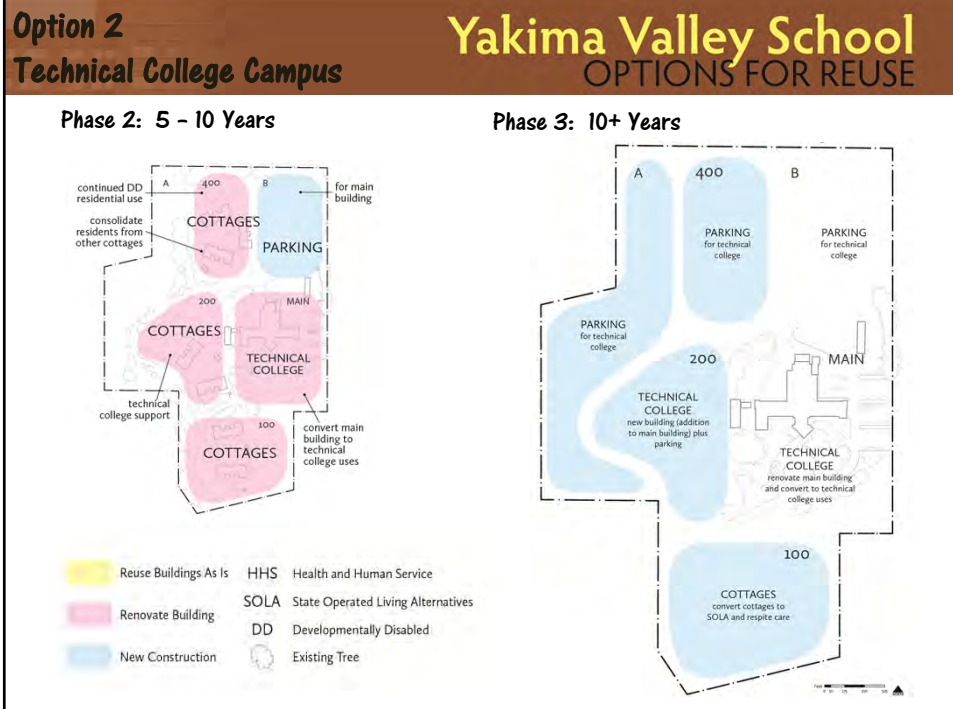 Option 2
Technical College Campus
Yakima Valley School
OPTIONS FOR REUSE
Phase 2: 5 - 10 Years
continued DD
residential use
A
400
B
for main
building
consolidate
residents from
other cottages
COTTAGES
PARKING
200
MAIN
COTTAGES
TECHNICAL
COLLEGE
technical
college support
100
COTTAGES
convert main
building to
technical
college uses
Phase 3: 10+ Years
A
400
B
PARKING
for technical
college
PARKING
for technical
college
PARKING
for technical
college
200
MAIN
TECHNICAL
COLLEGE
new building (addition
to main building) plus
parking
TECHNICAL
COLLEGE
renovate main building
and convert to technical
college uses
100
COTTAGES
convert cottages to
SOLA and respite care
Reuse Buildings As Is
Renovate Building
New Construction
HHS Health and Human Service
SOLA State Operated Living Alternatives
DD Developmentally Disabled
Existing Tree